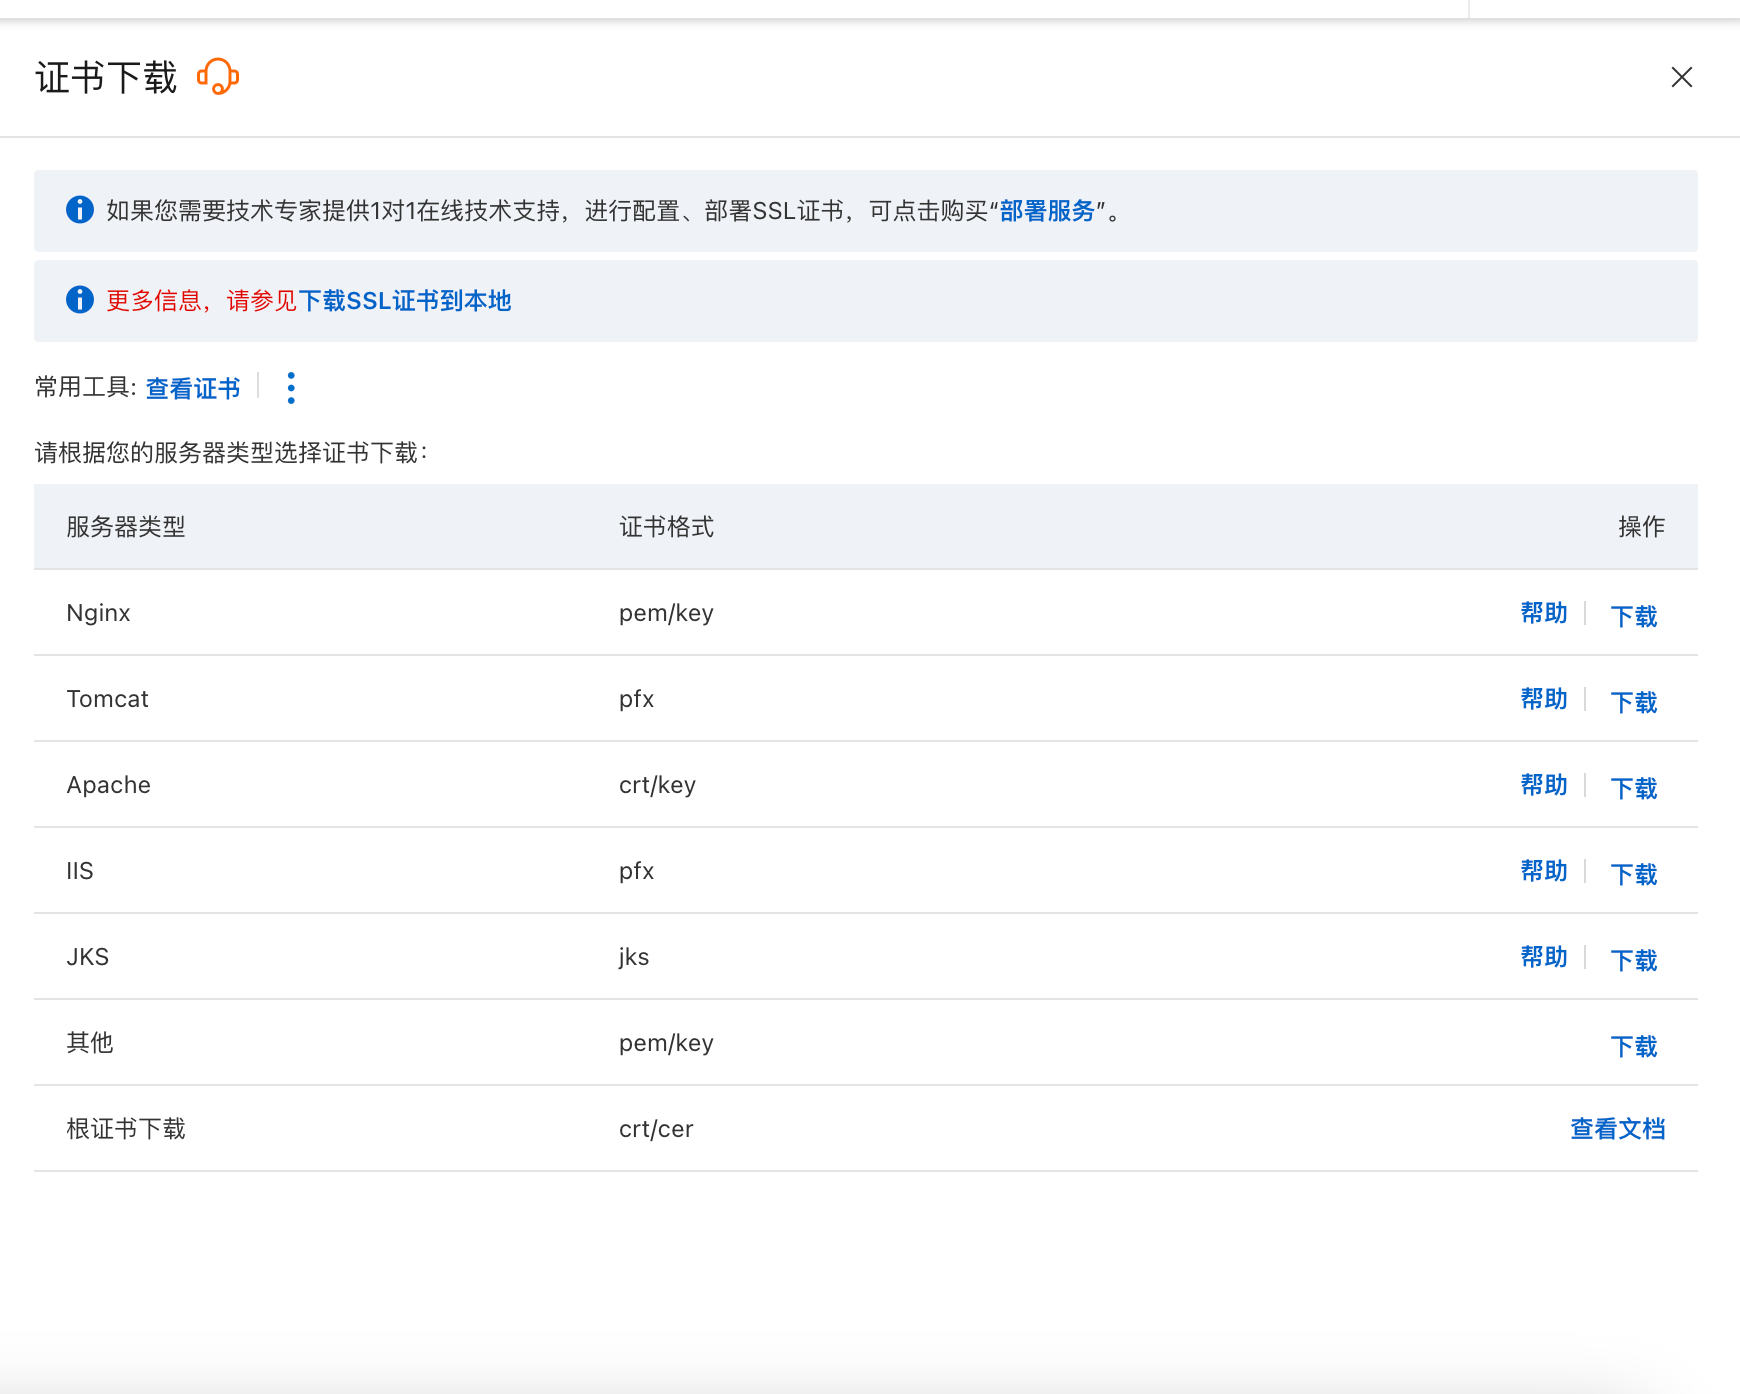 证书下载
如果您需要技术专家提供1对1在线技术支持，进行配置、部署SSL证书，可点击购买“部署服务”。
更多信息，请参见下载SSL证书到本地
常用工具: 查看证书
请根据您的服务器类型选择证书下载：
服务器类型 证书格式 操作
Nginx pem/key 帮助 下载
Tomcat pfx 帮助 下载
Apache crt/key 帮助 下载
IIS pfx 帮助 下载
JKS jks 帮助 下载
其他 pem/key 下载
根证书下载 crt/cer 查看文档